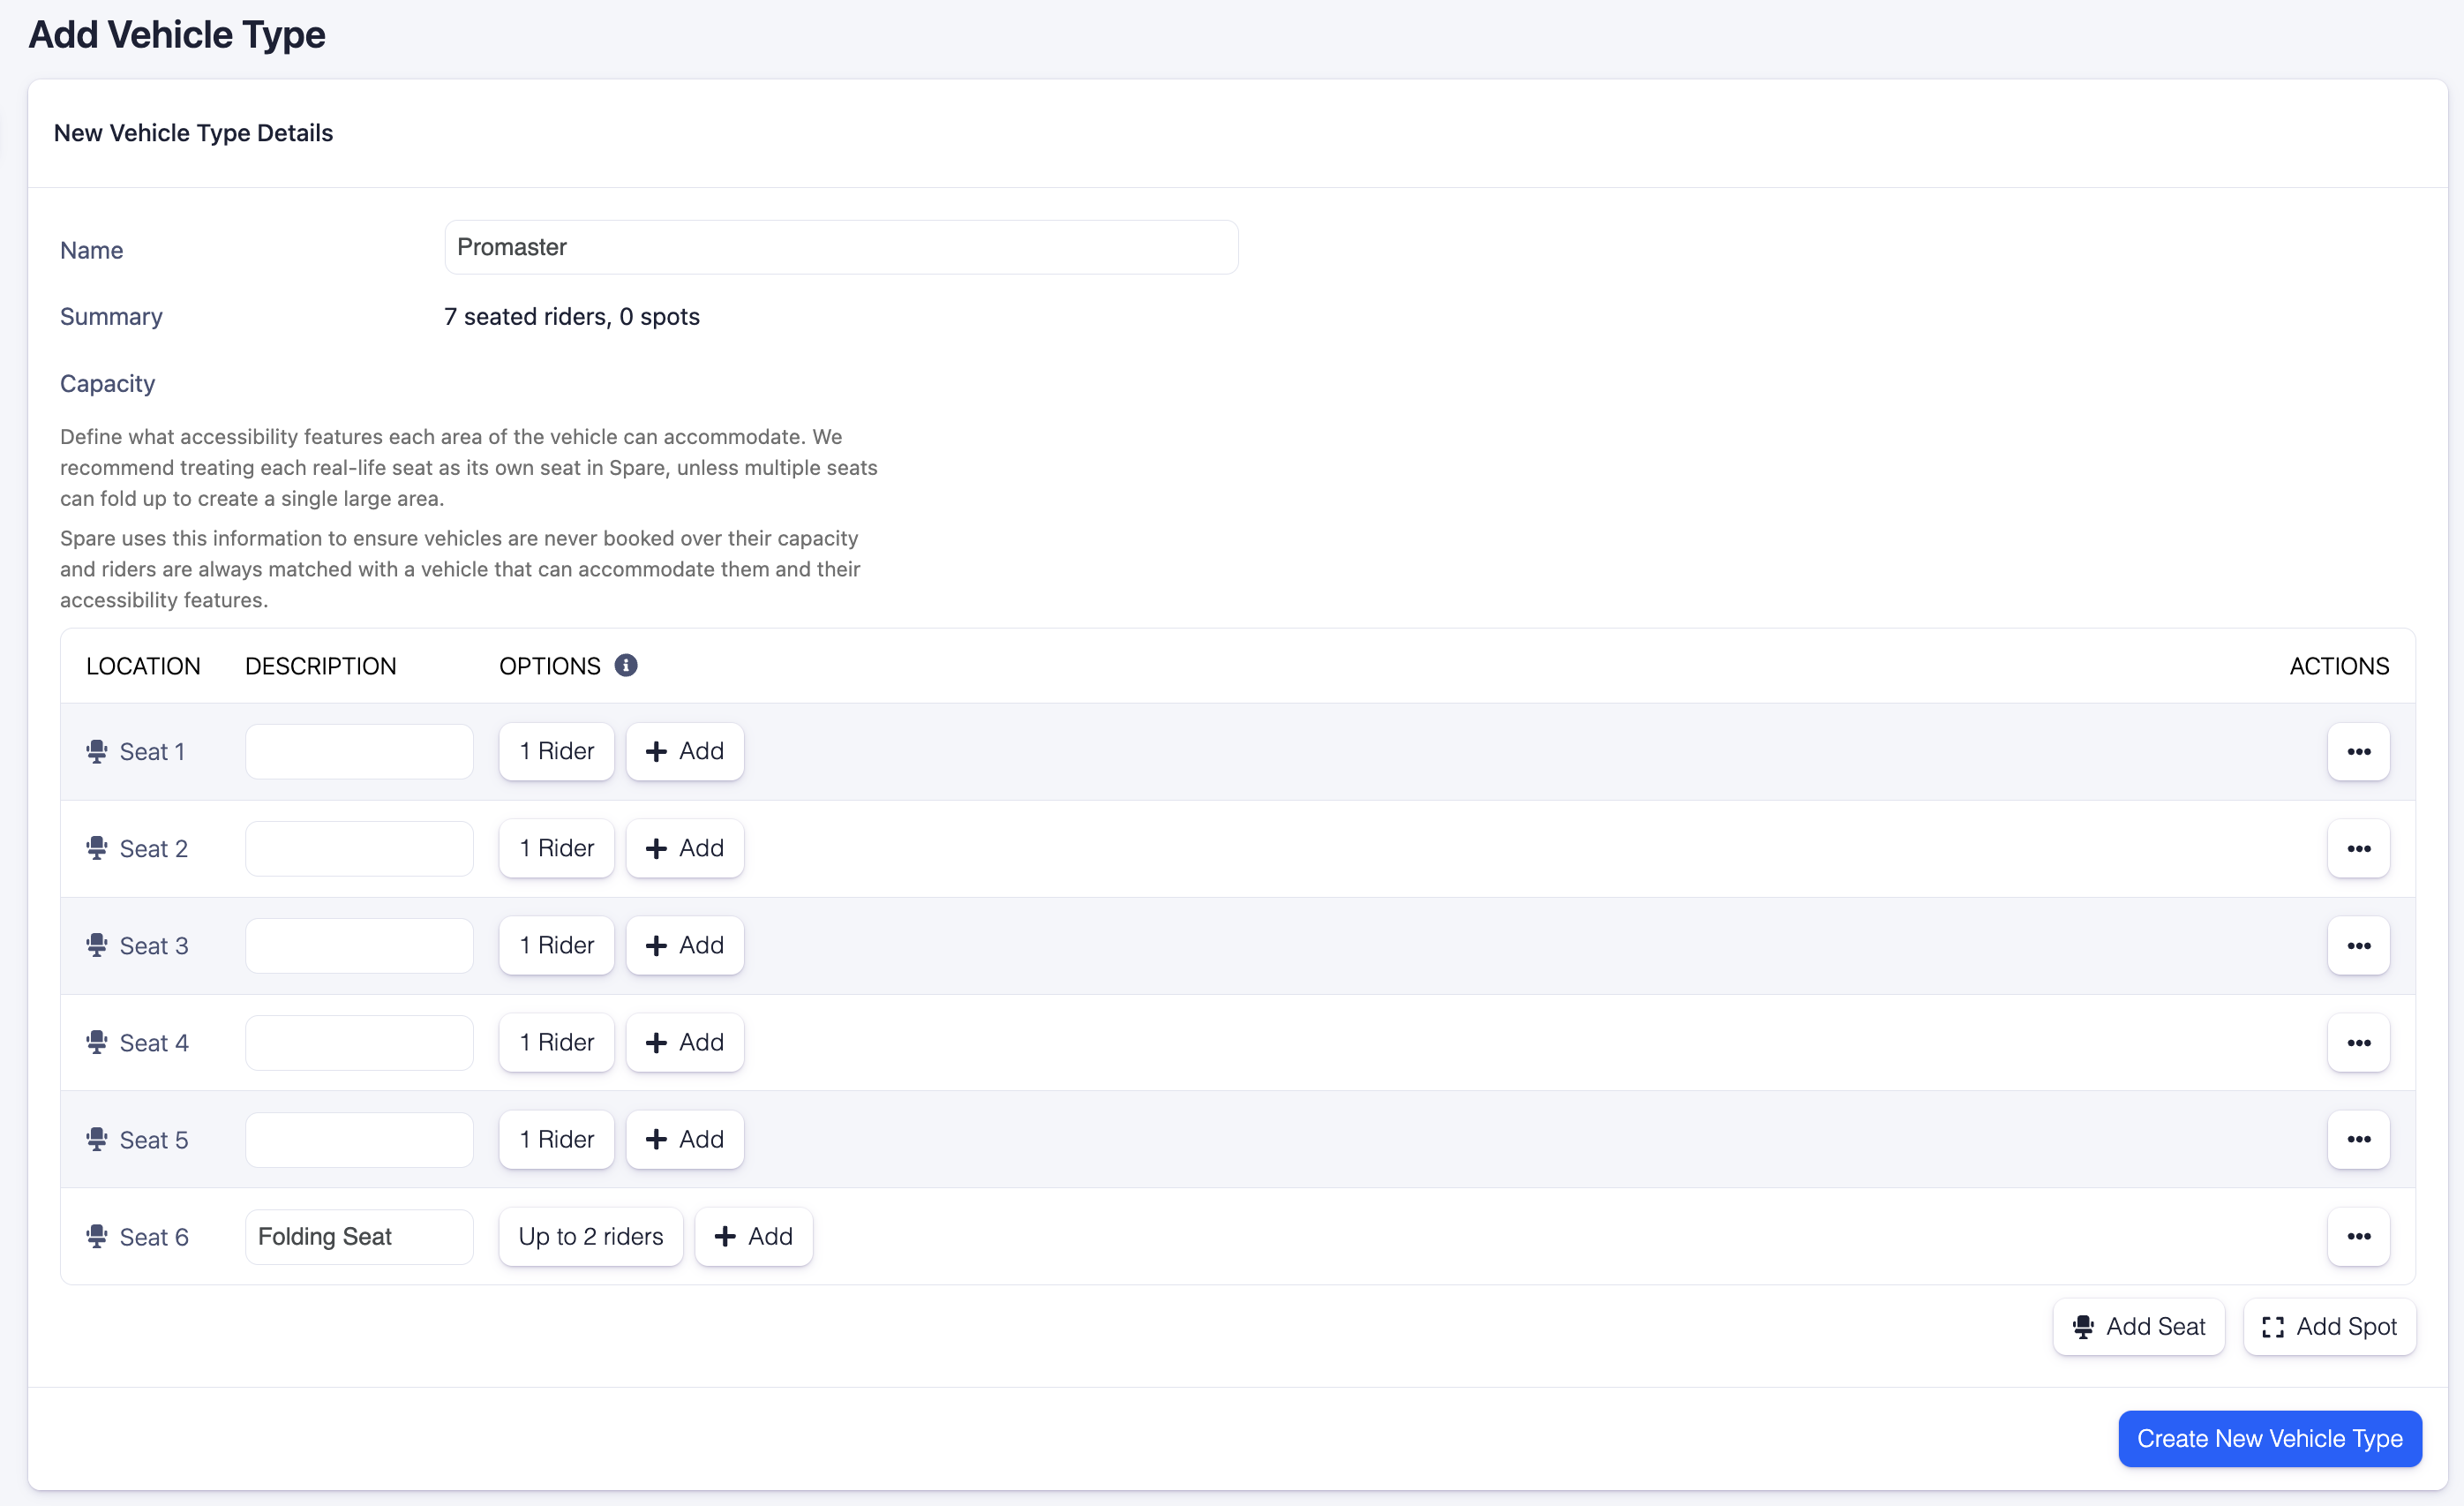 Add Vehicle Type
New Vehicle Type Details
Name Promaster
Summary 7 seated riders, 0 spots
Capacity
Define what accessibility features each area of the vehicle can accommodate. We
recommend treating each real-life seat as its own seat in Spare, unless multiple seats
can fold up to create a single large area.
Spare uses this information to ensure vehicles are never booked over their capacity
and riders are always matched with a vehicle that can accommodate them and their
accessibility features.
LOCATION DESCRIPTION OPTIONS ACTIONS
Seat 1 1 Rider Add
Seat 2 1 Rider Add
Seat 3 1 Rider Add
Seat 4 1 Rider Add
Seat 5 1 Rider Add
Seat 6 Folding Seat Up to 2 riders Add
Add Seat Add Spot
Create New Vehicle Type